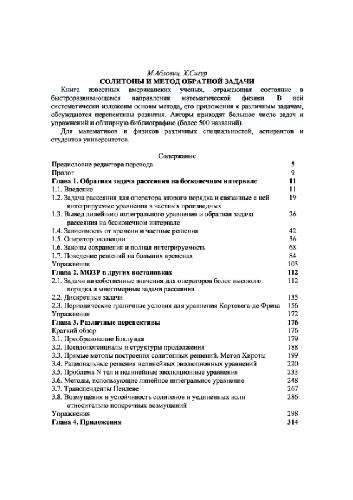 М.Абловиц, Х.Сигур
СОЛИТОНЫ И МЕТОД ОБРАТНОЙ ЗАДАЧИ
Книга известных американских ученых, отражающая состояние в
быстроразвивающемся направлении математической физики. В ней
систематически изложены основы метода, его приложения к различным задачам,
обсуждаются перспективы развития. Авторы приводят большое число задач и
упражнений и обширную библиографию (более 500 названий).
Для математиков и физиков различных специальностей, аспирантов и
студентов университетов.
Содержание
Предисловие редактора перевода 5
Пролог 9
Глава 1. Обратная задача рассеяния на бесконечном интервале 11
1.1. Введение 11
1.2. Задача рассеяния для оператора второго порядка и связанные с ней 19
интегрируемые уравнения в частных производных
1.3. Вывод линейного интегрального уравнения и обратная задача 26
рассеяния на бесконечном интервале
1.4. Зависимость от времени и частные решения 42
1.5. Оператор эволюции 56
1.6. Законы сохранения и полная интегрируемость 68
1.7. Поведение решений на больших временах 84
Упражнения 103
Глава 2. МОЗР в других постановках 112
2.1. Задачи на собственные значения для операторов более высокого 112
порядка и многомерные задачи рассеяния
2.2. Дискретные задачи 135
2.3. Периодические граничные условия для уравнения Кортевега-де Фриза 156
Упражнения 172
Глава 3. Различные перспективы 176
Краткий обзор 176
3.1. Преобразования Бэклунда 179
3.2. Псевдопотенциалы и структуры продолжения 188
3.3. Прямые методы построения солитонных решений. Метод Хироты 199
3.4. Рациональные решения нелинейных эволюционных уравнений 220
3.5. Проблема N тел и нелинейные эволюционные уравнения 233
3.6. Методы, использующие линейное интегральное уравнение 248
3.7. Трансценденты Пенлеве 267
3.8. Возмущения и устойчивость солитонов и уединенных волн 286
относительно поперечных возмущений
Упражнения 298
Глава 4. Приложения 314